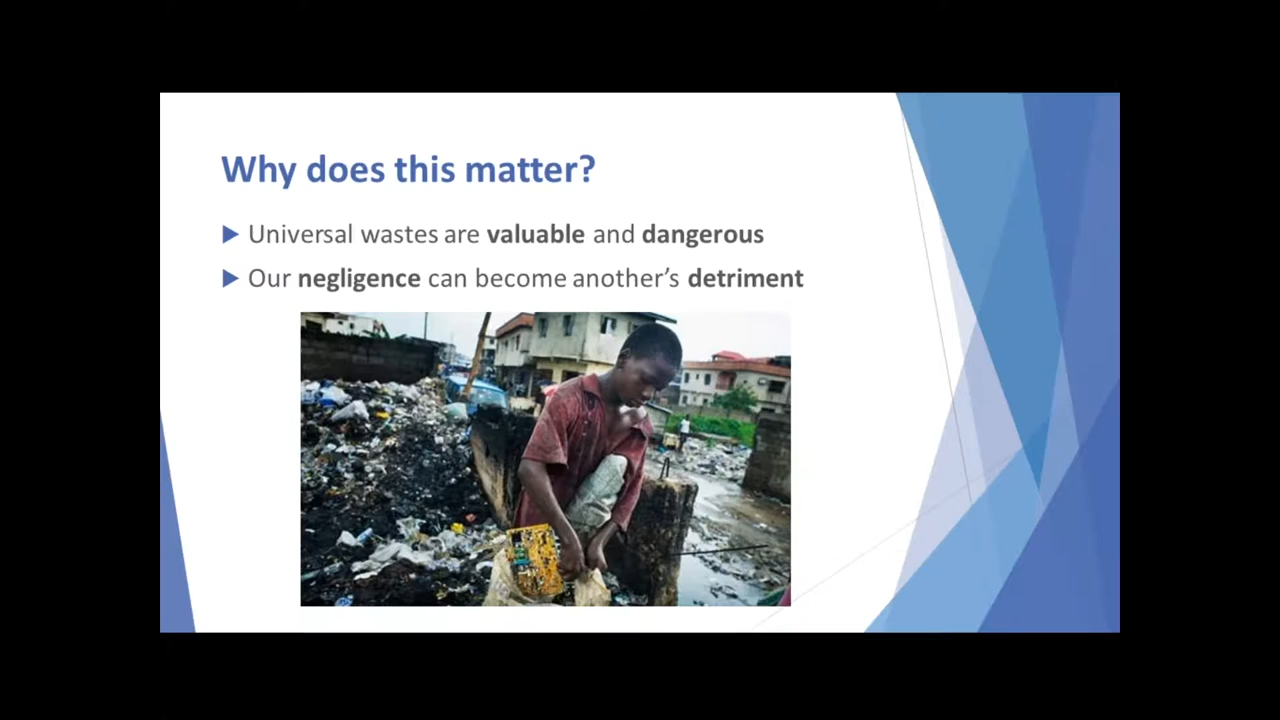 Why does this matter?
Universal wastes are valuable and dangerous
Our negligence can become another’s detriment